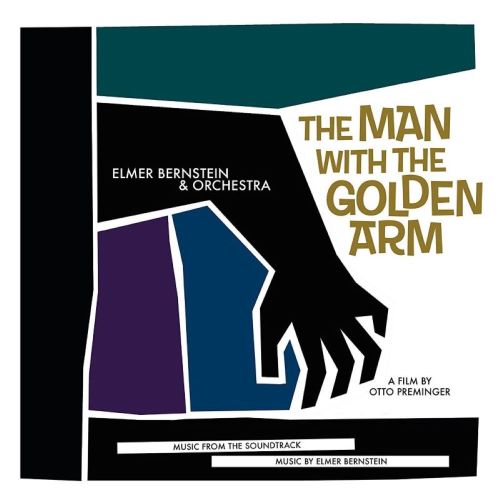 THE MAN
WITH THE
GOLDEN
ARM
ELMER BERNSTEIN
& ORCHESTRA
A FILM BY
OTTO PREMINGER
MUSIC FROM THE SOUNDTRACK
MUSIC BY ELMER BERNSTEIN